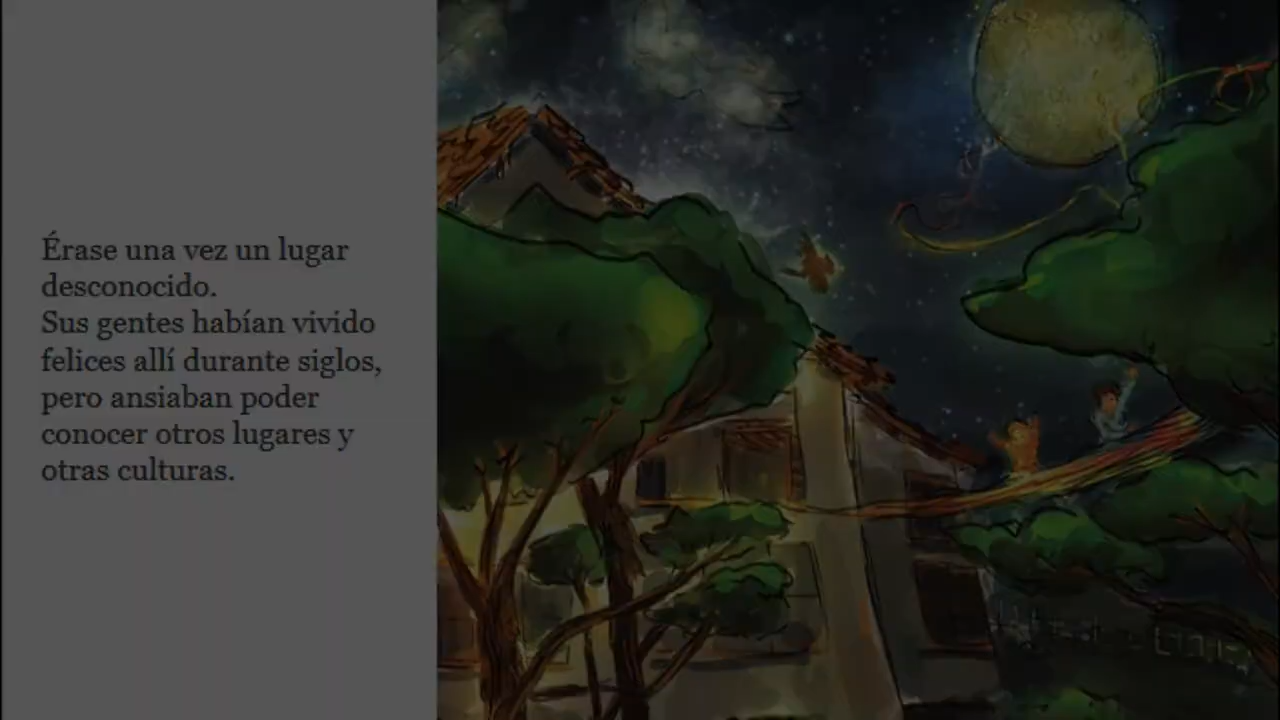 Érase una vez un lugar
desconocido.
Sus gentes habían vivido
felices allí durante siglos,
pero ansiaban poder
conocer otros lugares y
otras culturas.